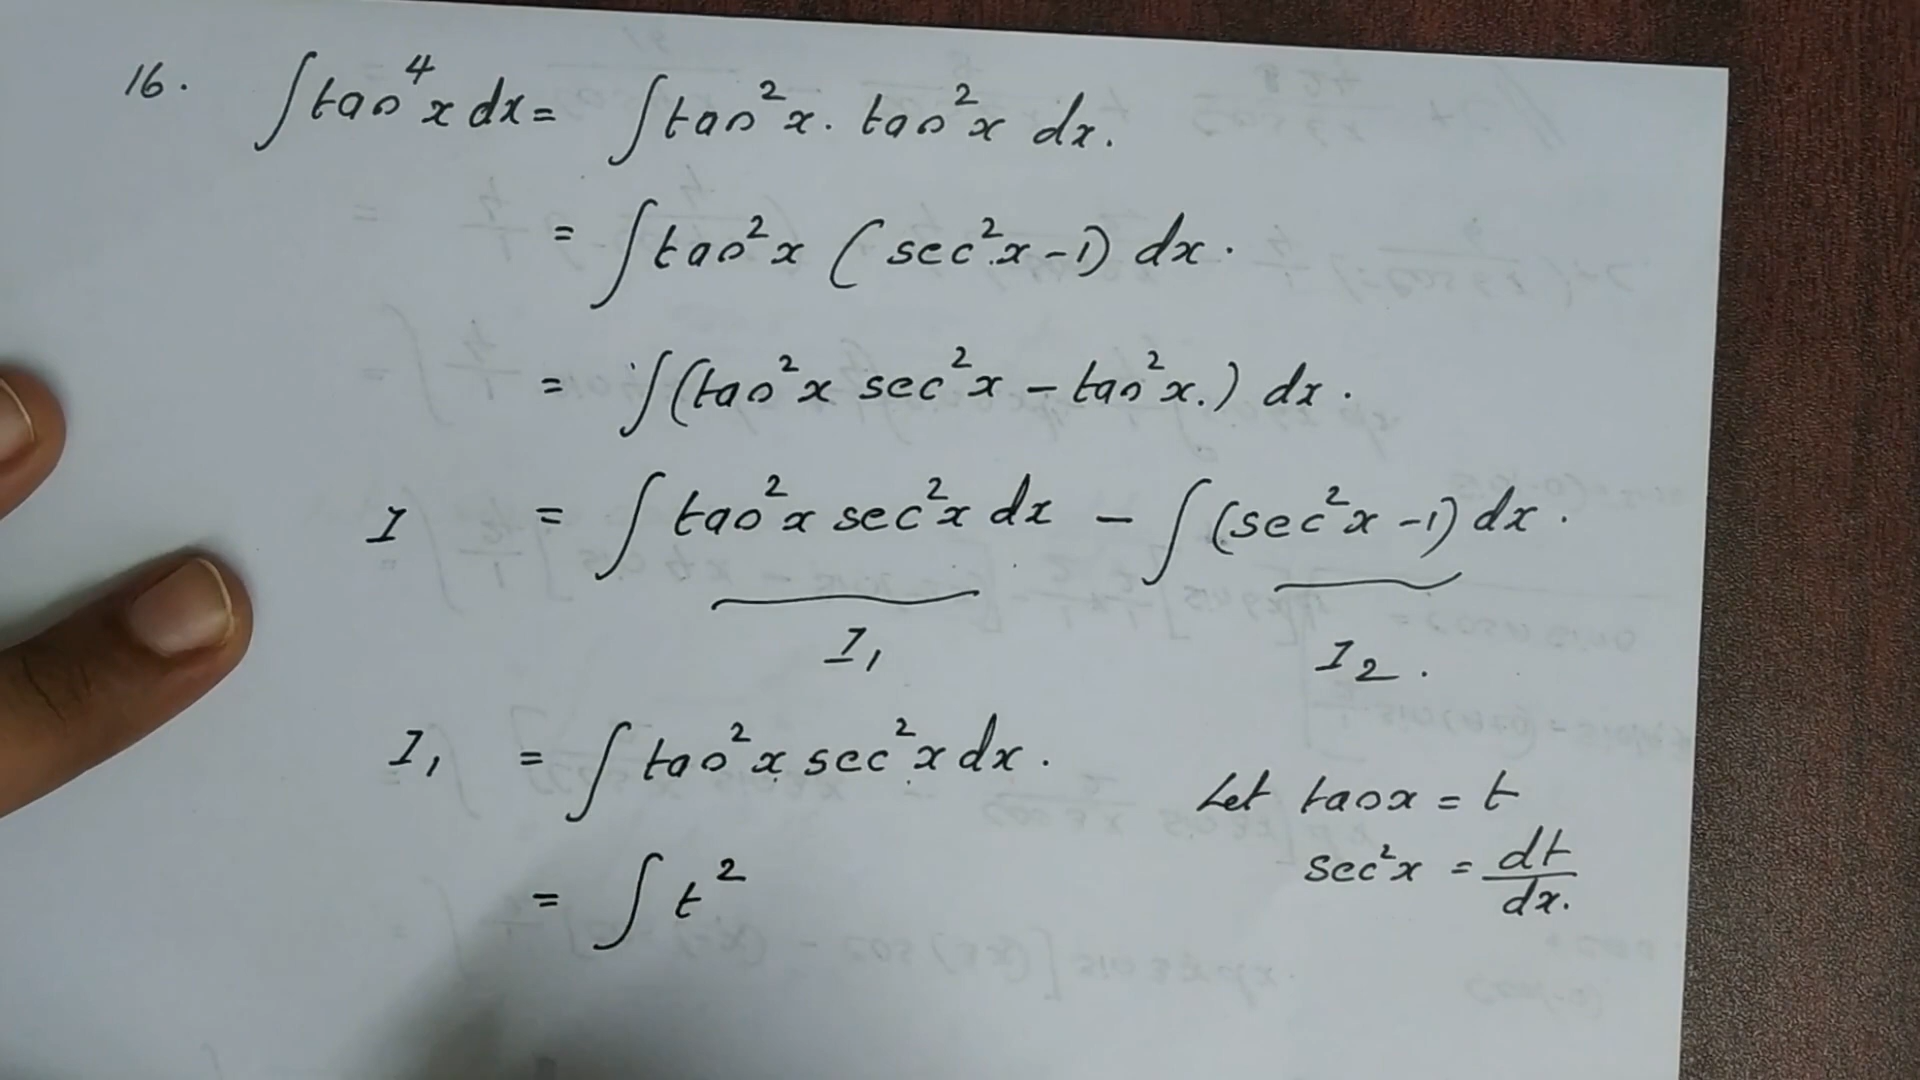 16. ∫tan⁴x dx = ∫tan²x . tan²x dx.
= ∫tan²x (sec²x-1) dx.
= ∫(tan²x sec²x - tan²x.) dx.
I = ∫ tan²x sec²x dx - ∫(sec²x -1) dx.
I₁ I₂.
I₁ = ∫ tan²x sec²x dx.
Let tanx = t
sec²x = dt/dx.
= ∫ t²